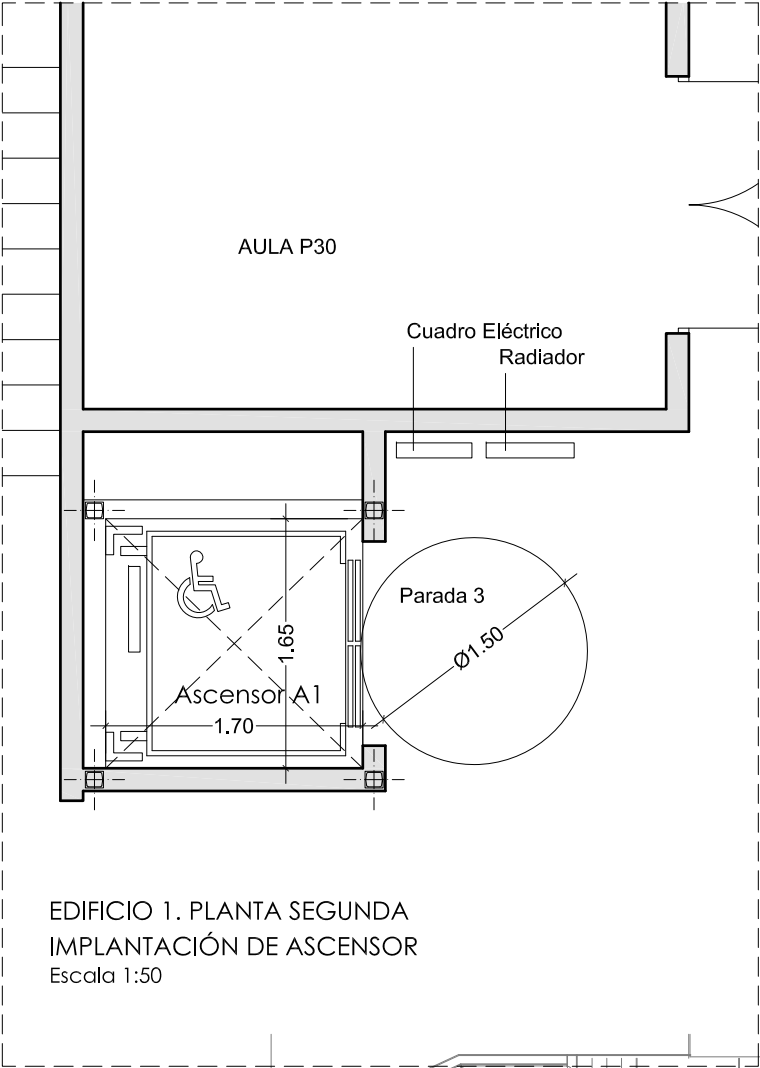 AULA P30
Cuadro Eléctrico
Radiador
Parada 3
Ø1.50
1.65
Ascensor A1
1.70
EDIFICIO 1. PLANTA SEGUNDA
IMPLANTACIÓN DE ASCENSOR
Escala 1:50